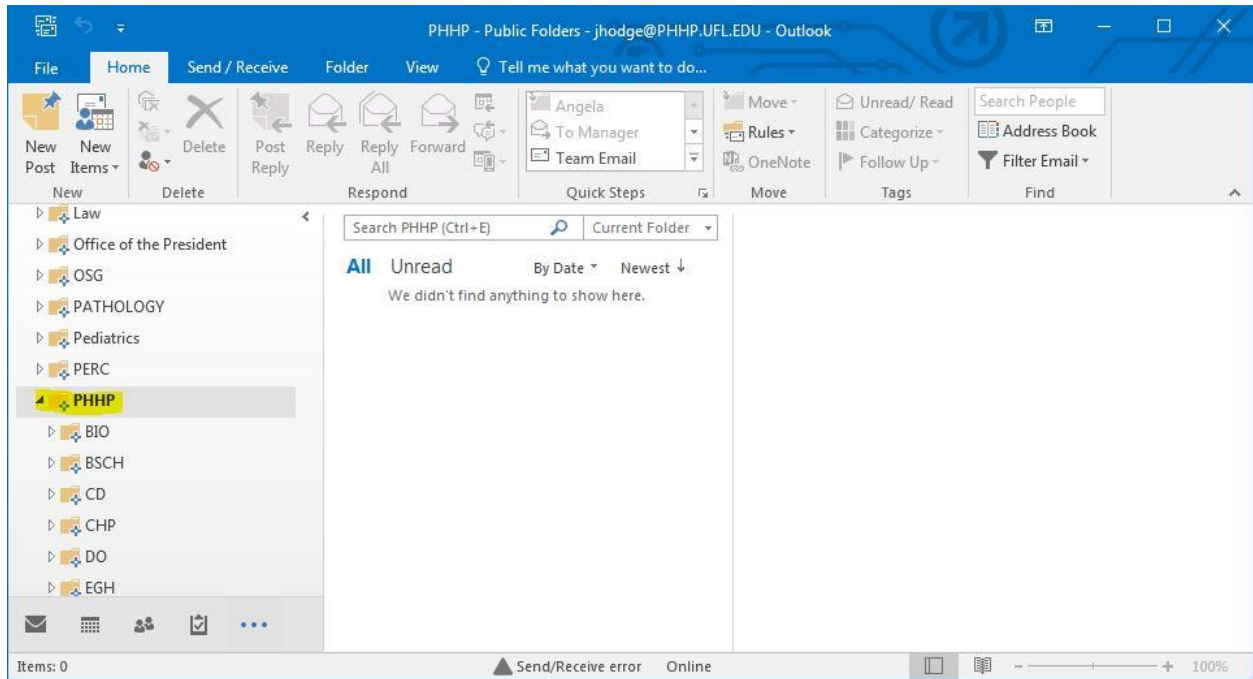 PHHP - Public Folders - jhodge@PHHP.UFL.EDU - Outlook
File Home Send / Receive Folder View Tell me what you want to do...
New Post
New Items
Delete
Post Reply
Reply
Reply All
Forward
Angela
To Manager
Team Email
Move
Rules
OneNote
Unread/ Read
Categorize
Follow Up
Search People
Address Book
Filter Email
New Delete Respond Quick Steps Move Tags Find
Law
Office of the President
OSG
PATHOLOGY
Pediatrics
PERC
PHHP
BIO
BSCH
CD
CHP
DO
EGH
Search PHHP (Ctrl+E) Current Folder
All Unread By Date Newest
We didn't find anything to show here.
Items: 0 Send/Receive error Online 100%